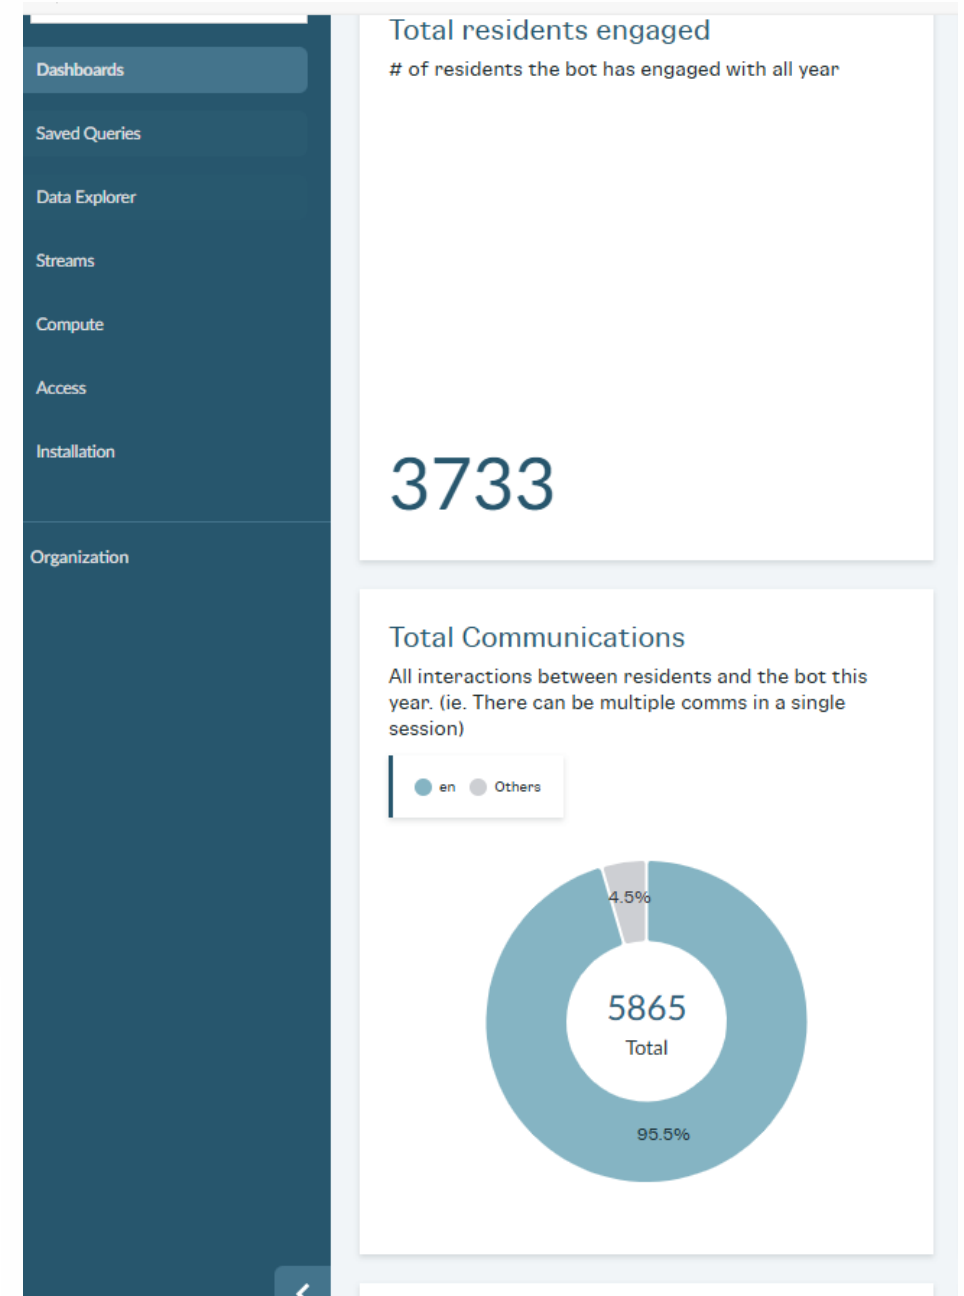 Dashboards
Saved Queries
Data Explorer
Streams
Compute
Access
Installation
Organization
Total residents engaged
# of residents the bot has engaged with all year
3733
Total Communications
All interactions between residents and the bot this
year. (ie. There can be multiple comms in a single
session)
en Others
4.5%
5865
Total
95.5%